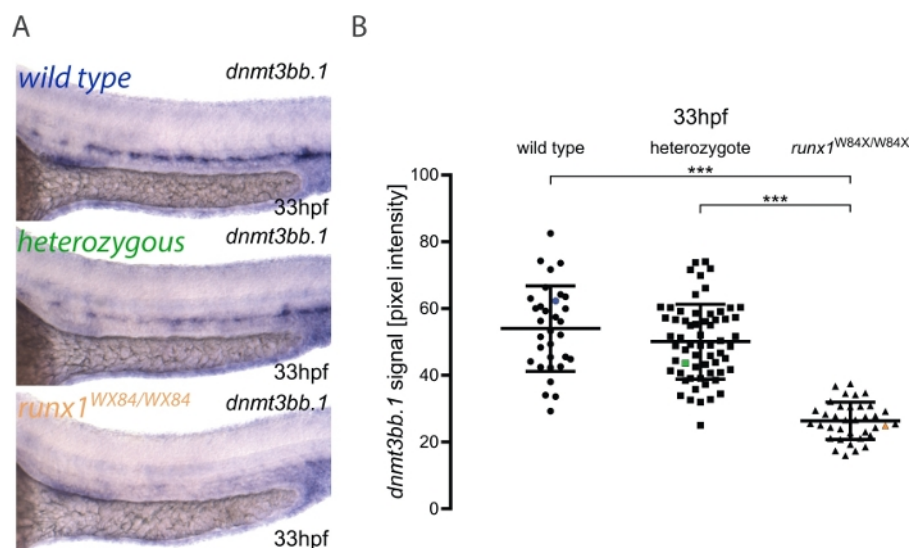 A
wild type
dnmt3bb.1
33hpf
heterozygous
dnmt3bb.1
33hpf
runx1WX84/WX84
dnmt3bb.1
33hpf
B
33hpf
wild type heterozygote runx1W84X/W84X
***
***
dnmt3bb.1 signal [pixel intensity]
100
80
60
40
20
0